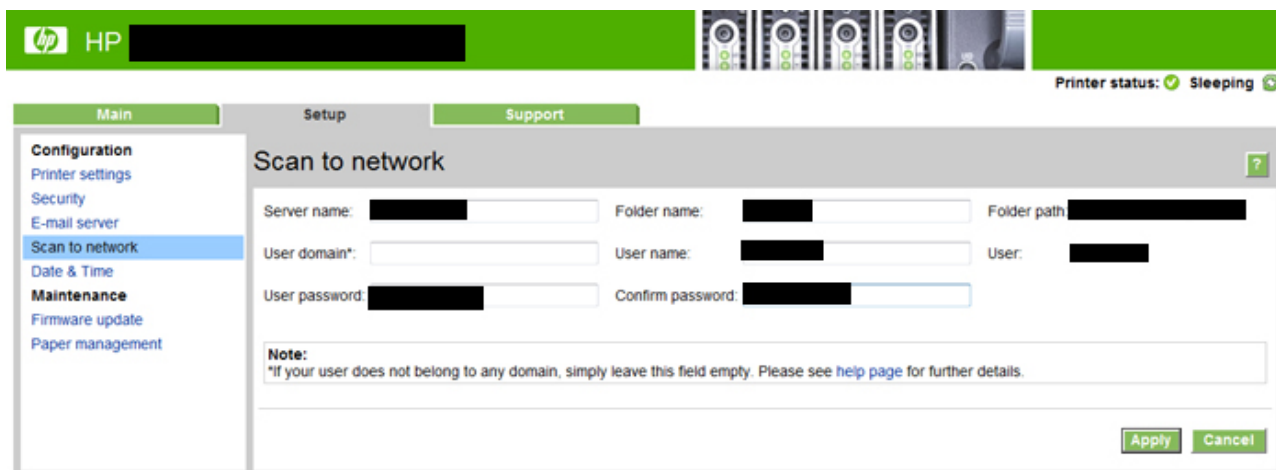 hp HP
Printer status: Sleeping
Main Setup Support
Configuration
Printer settings
Security
E-mail server
Scan to network
Date & Time
Maintenance
Firmware update
Paper management
Scan to network ?
Server name: Folder name: Folder path:
User domain*: User name: User:
User password: Confirm password:
Note:
*If your user does not belong to any domain, simply leave this field empty. Please see help page for further details.
Apply Cancel